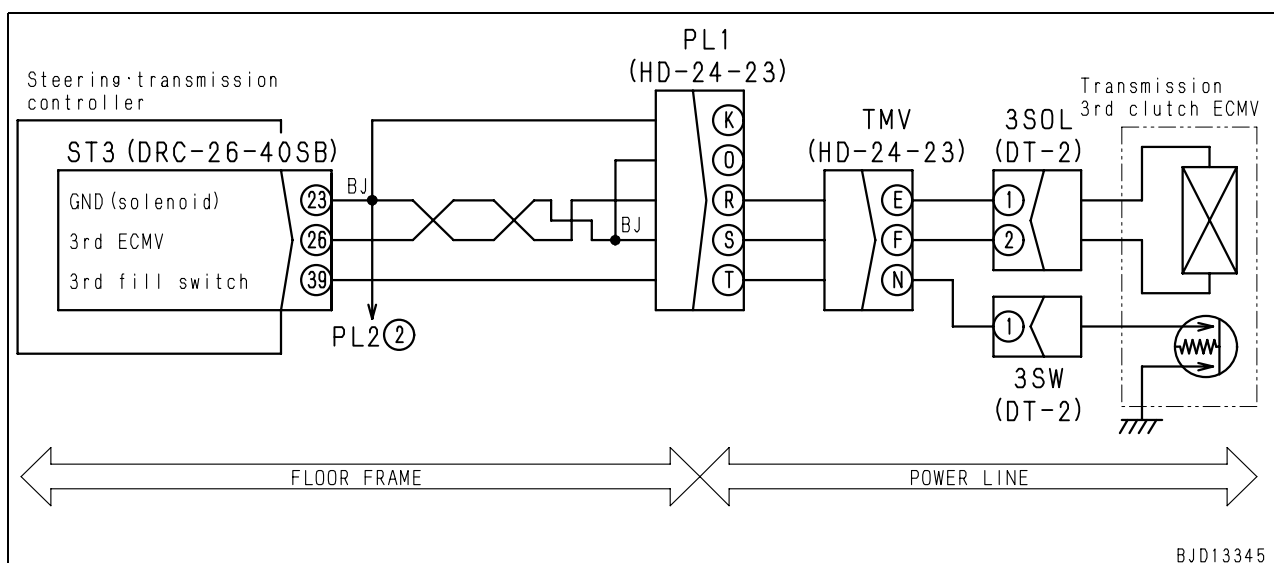 PL1
(HD-24-23)
Steering·transmission
controller
Transmission
3rd clutch ECMV
TMV
(HD-24-23)
3SOL
(DT-2)
ST3 (DRC-26-40SB)
K
O
GND (solenoid)
23
BJ
R
E
1
3rd ECMV
26
BJ
S
F
2
3rd fill switch
39
T
N
PL2 2
1
3SW
(DT-2)
FLOOR FRAME
POWER LINE
BJD13345